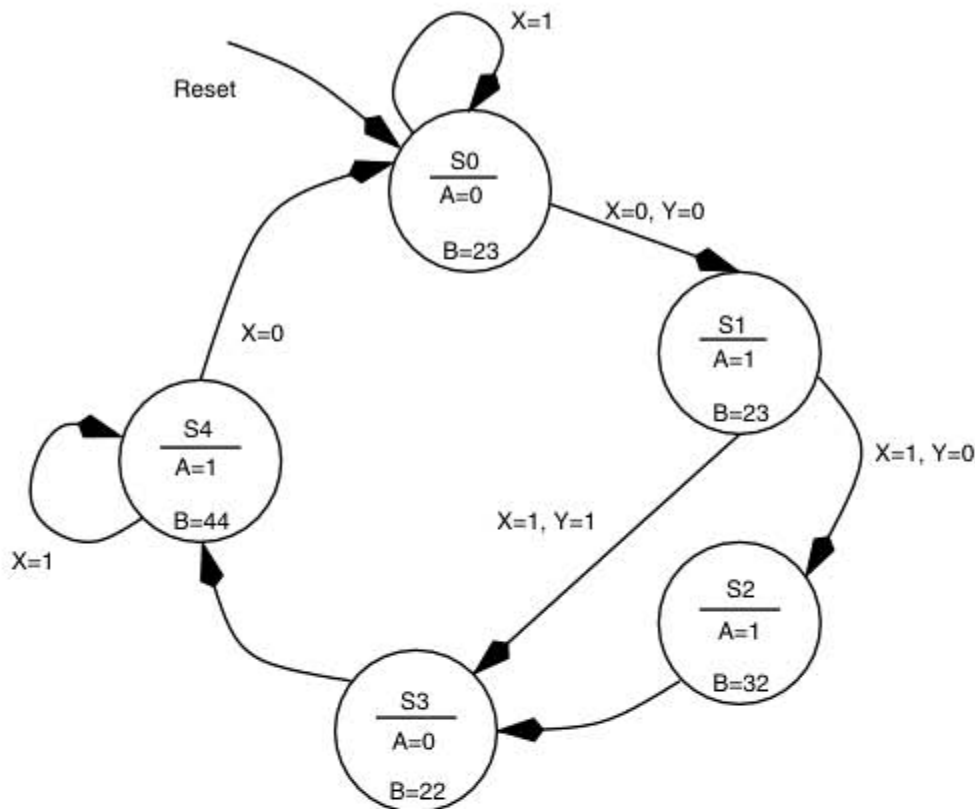 X=1
Reset
S0
A=0
B=23
X=0, Y=0
S1
A=1
B=23
X=0
S4
A=1
B=44
X=1, Y=0
X=1, Y=1
X=1
S2
A=1
B=32
S3
A=0
B=22